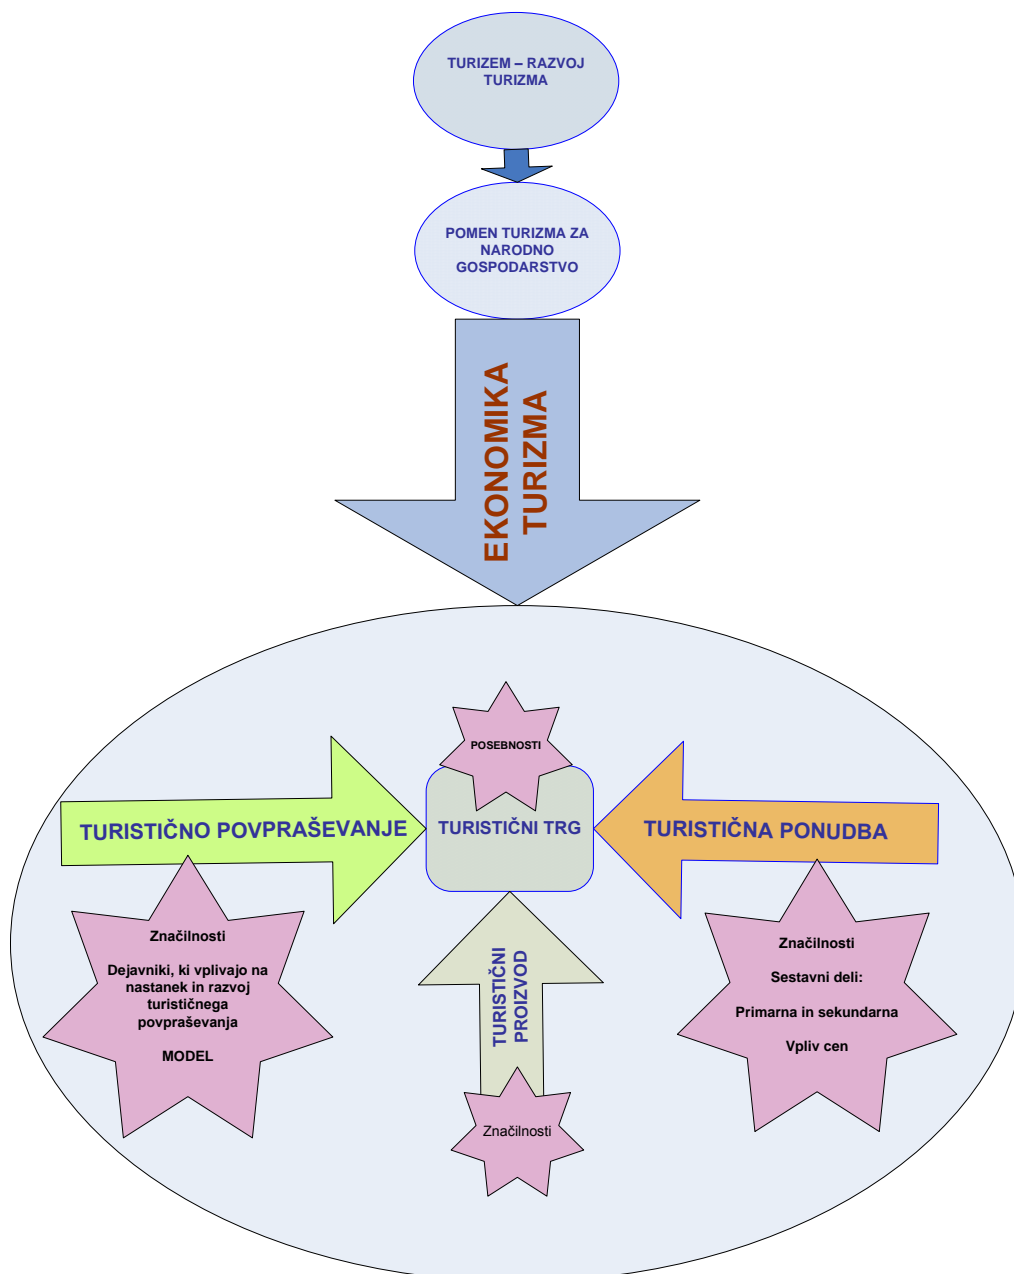 TURIZEM – RAZVOJ
TURIZMA
POMEN TURIZMA ZA
NARODNO
GOSPODARSTVO
EKONOMIKA
TURIZMA
POSEBNOSTI
TURISTIČNO POVPRAŠEVANJE
TURISTIČNI TRG
TURISTIČNA PONUDBA
Značilnosti
Dejavniki, ki vplivajo na
nastanek in razvoj
turističnega
povpraševanja
MODEL
TURISTIČNI
PROIZVOD
Značilnosti
Značilnosti
Sestavni deli:
Primarna in sekundarna
Vpliv cen